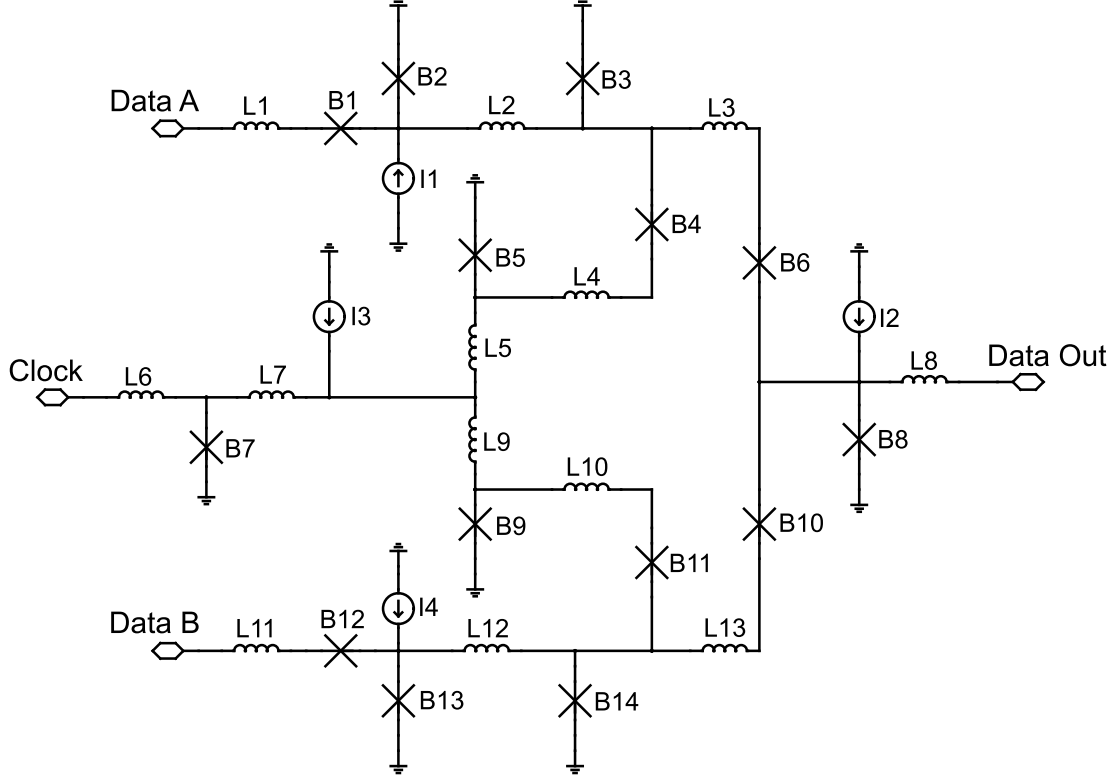 B2
B3
Data A
L1
B1
L2
L3
I1
B4
B5
B6
L4
I3
I2
L5
Clock
L6
L7
L8
Data Out
B7
L9
B8
L10
B9
B10
B11
I4
Data B
L11
B12
L12
L13
B13
B14